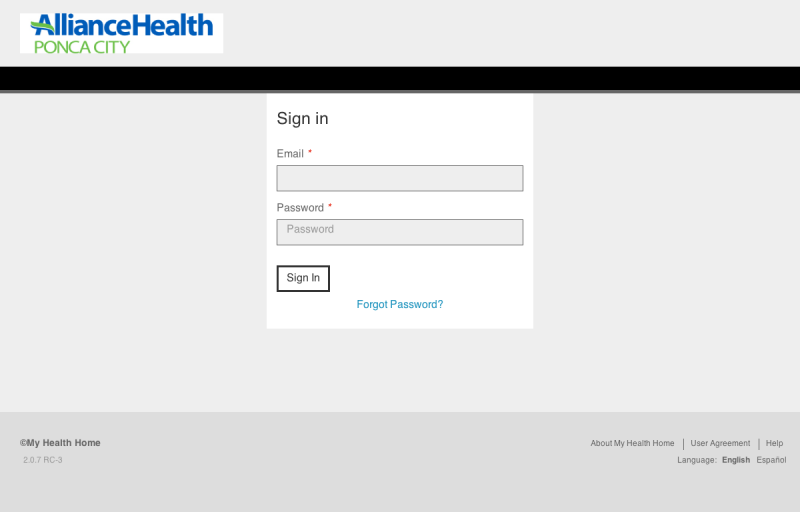 AllianceHealth
PONCA CITY
Sign in
Email *
Password *
Password
Sign In
Forgot Password?
©My Health Home
About My Health Home | User Agreement | Help
2.0.7 RC-3
Language: English Español